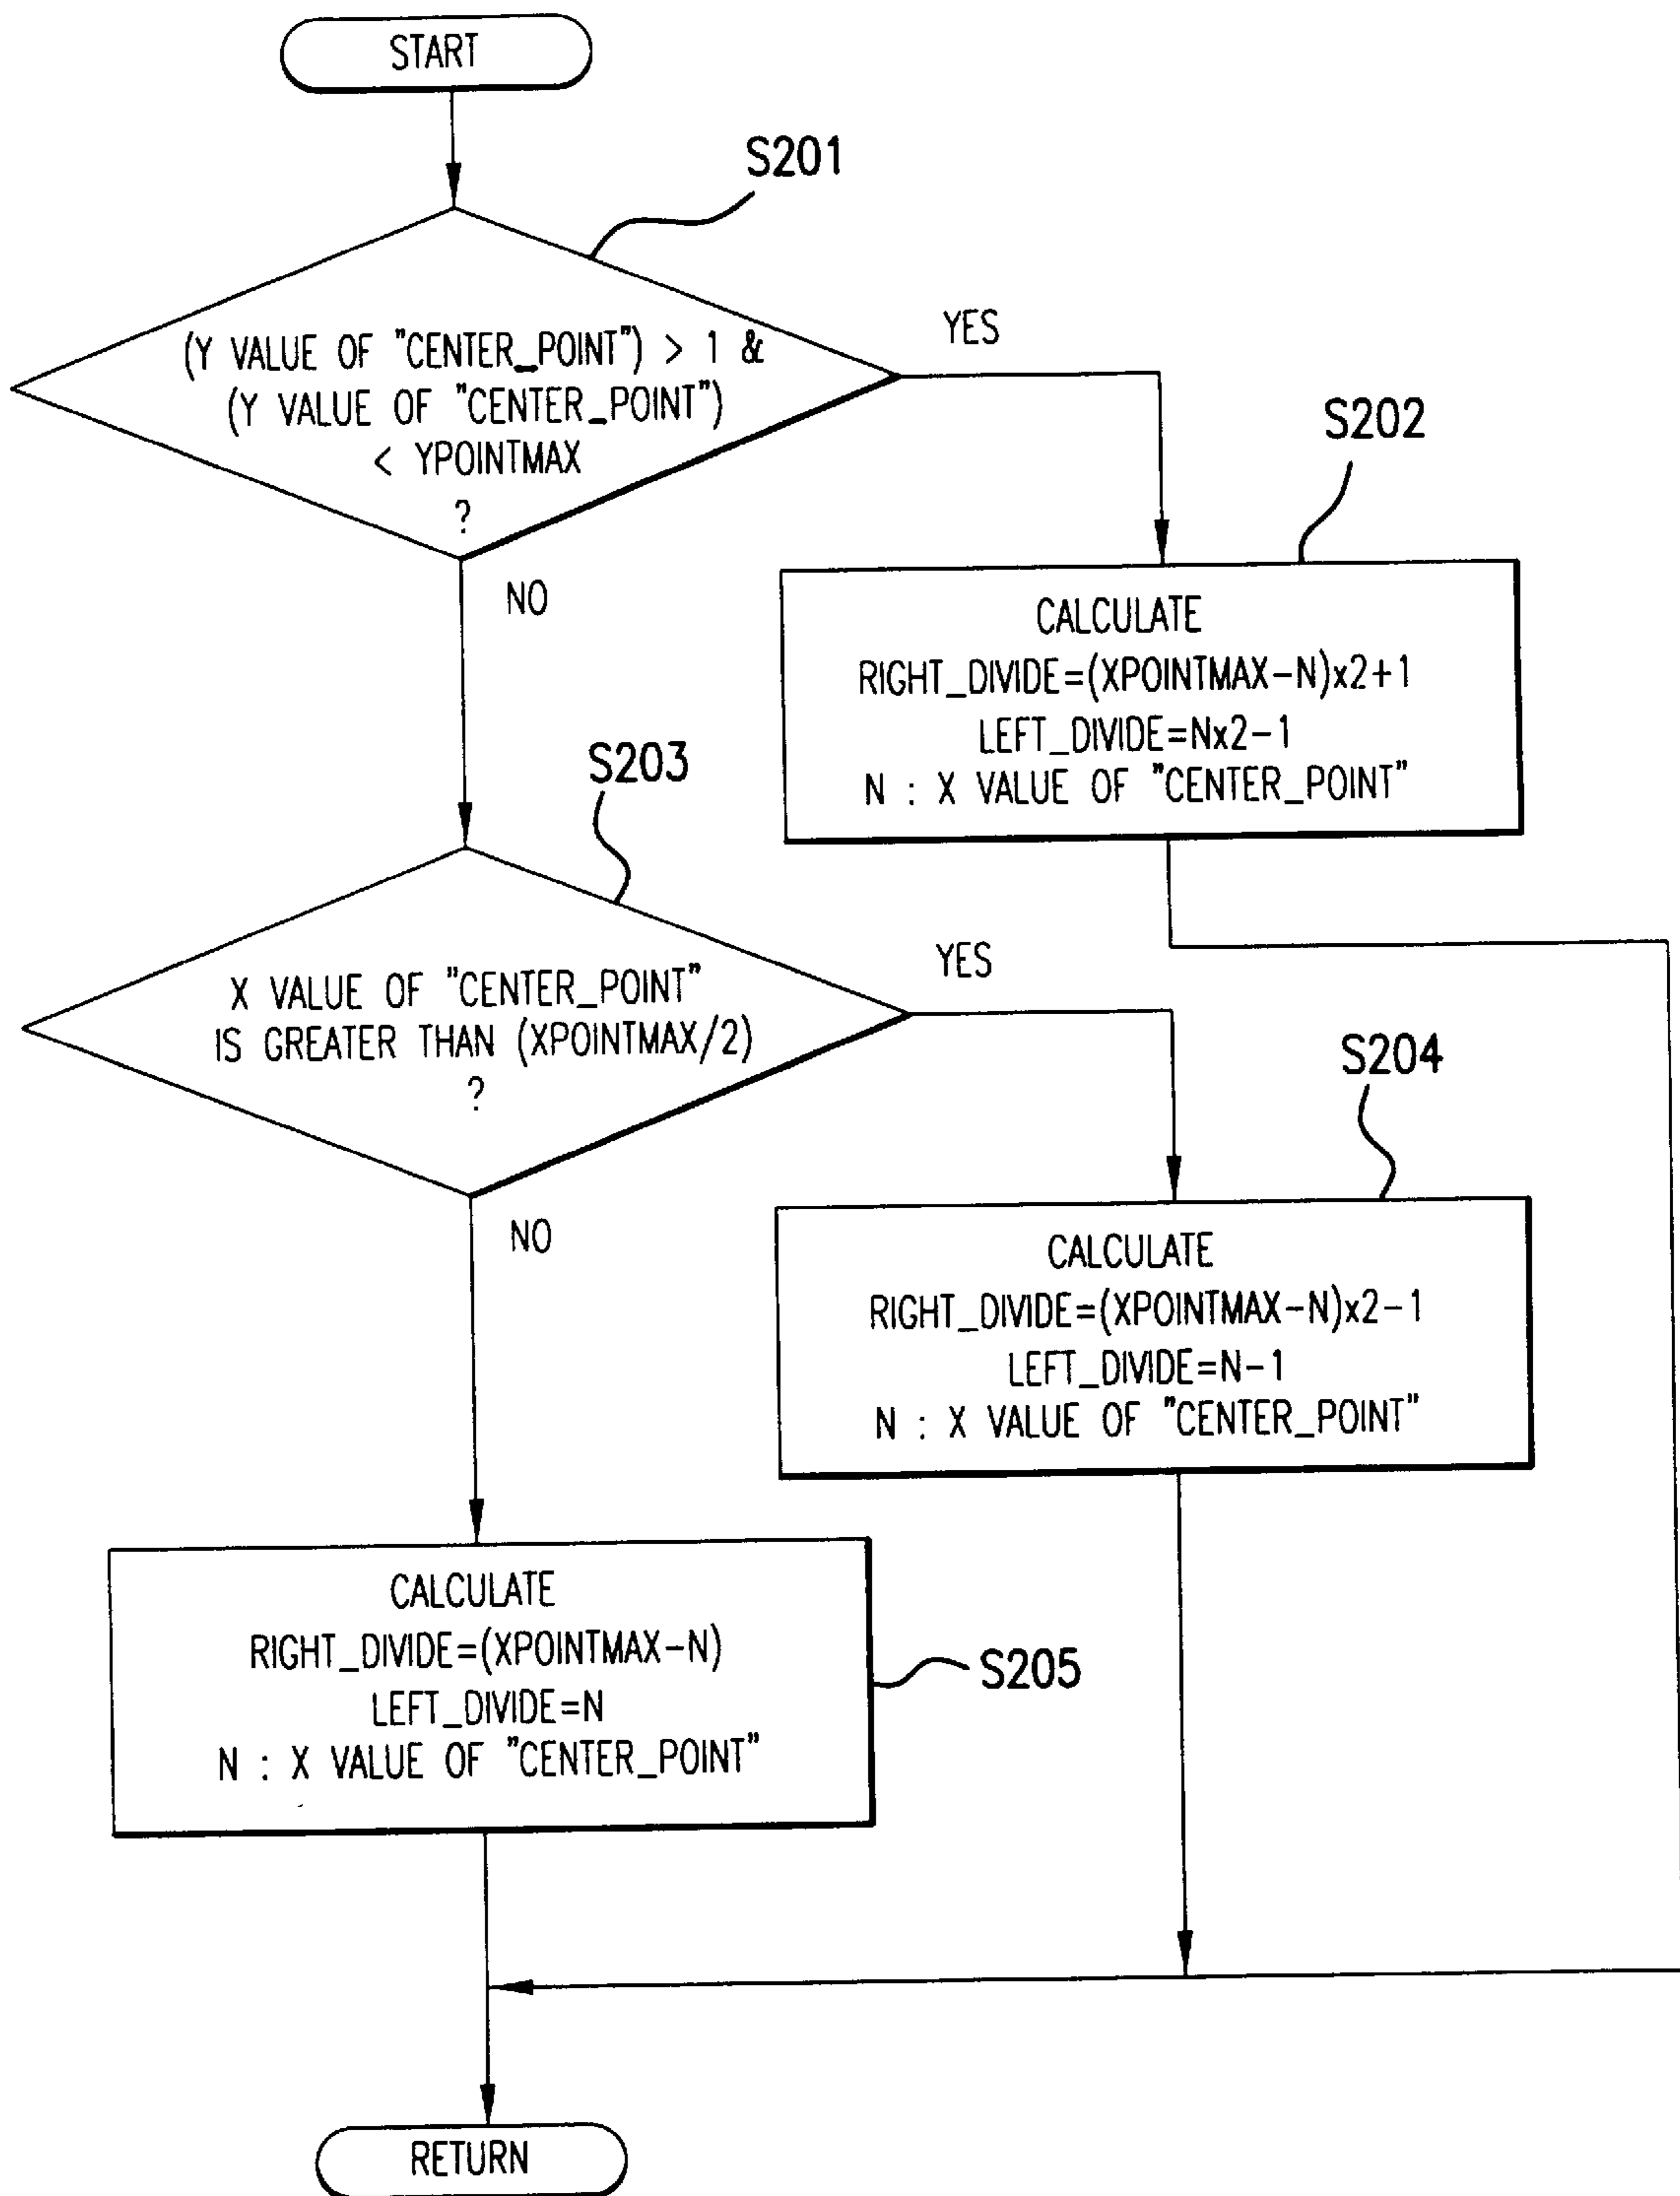 START
S201
(Y VALUE OF "CENTER_POINT") > 1 &
(Y VALUE OF "CENTER_POINT")
< YPOINTMAX
?
YES
NO
S202
CALCULATE
RIGHT_DIVIDE=(XPOINTMAX-N)x2+1
LEFT_DIVIDE=Nx2-1
N : X VALUE OF "CENTER_POINT"
S203
X VALUE OF "CENTER_POINT"
IS GREATER THAN (XPOINTMAX/2)
?
YES
NO
S204
CALCULATE
RIGHT_DIVIDE=(XPOINTMAX-N)x2-1
LEFT_DIVIDE=N-1
N : X VALUE OF "CENTER_POINT"
CALCULATE
RIGHT_DIVIDE=(XPOINTMAX-N)
LEFT_DIVIDE=N
N : X VALUE OF "CENTER_POINT"
S205
RETURN